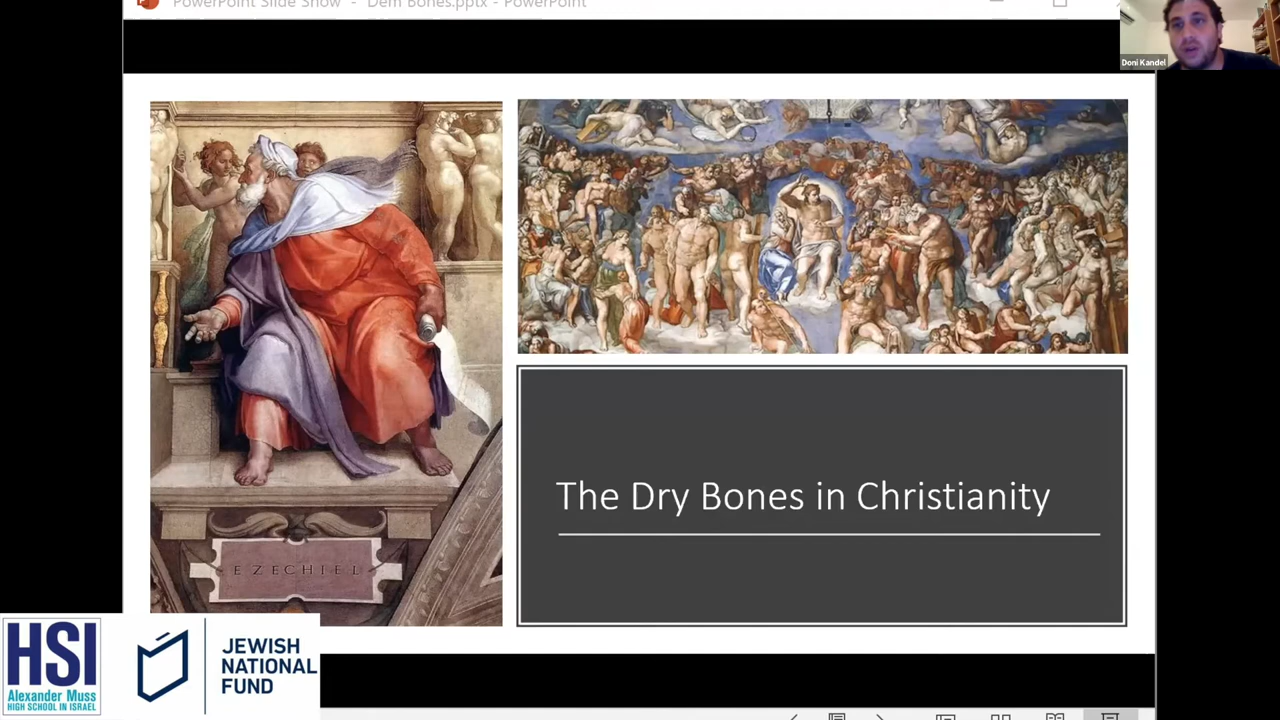 PowerPoint Slide Show - Dem Bones.pptx - PowerPoint
Doni Kandel
EZECHIEL
The Dry Bones in Christianity
HSI
Alexander Muss
HIGH SCHOOL IN ISRAEL
JEWISH
NATIONAL
FUND